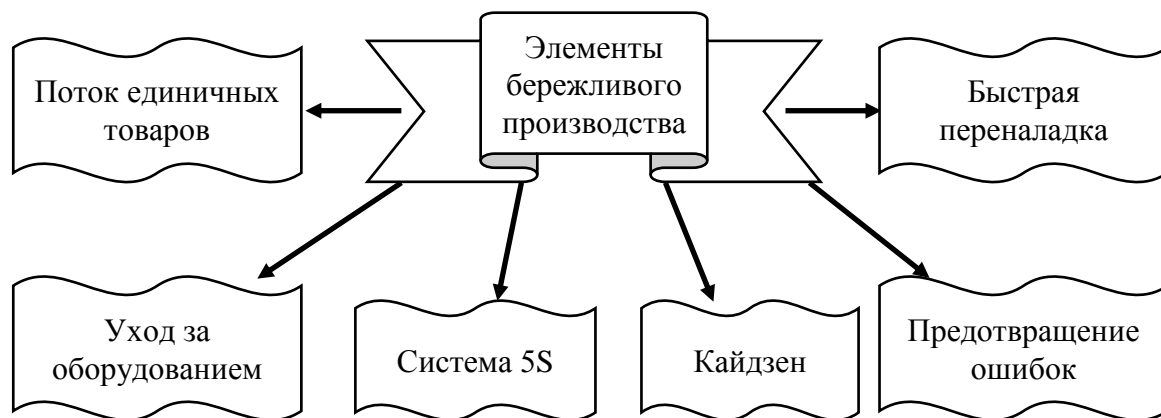 Элементы
бережливого
производства
Поток единичных
товаров
Быстрая
переналадка
Уход за
оборудованием
Система 5S
Кайдзен
Предотвращение
ошибок